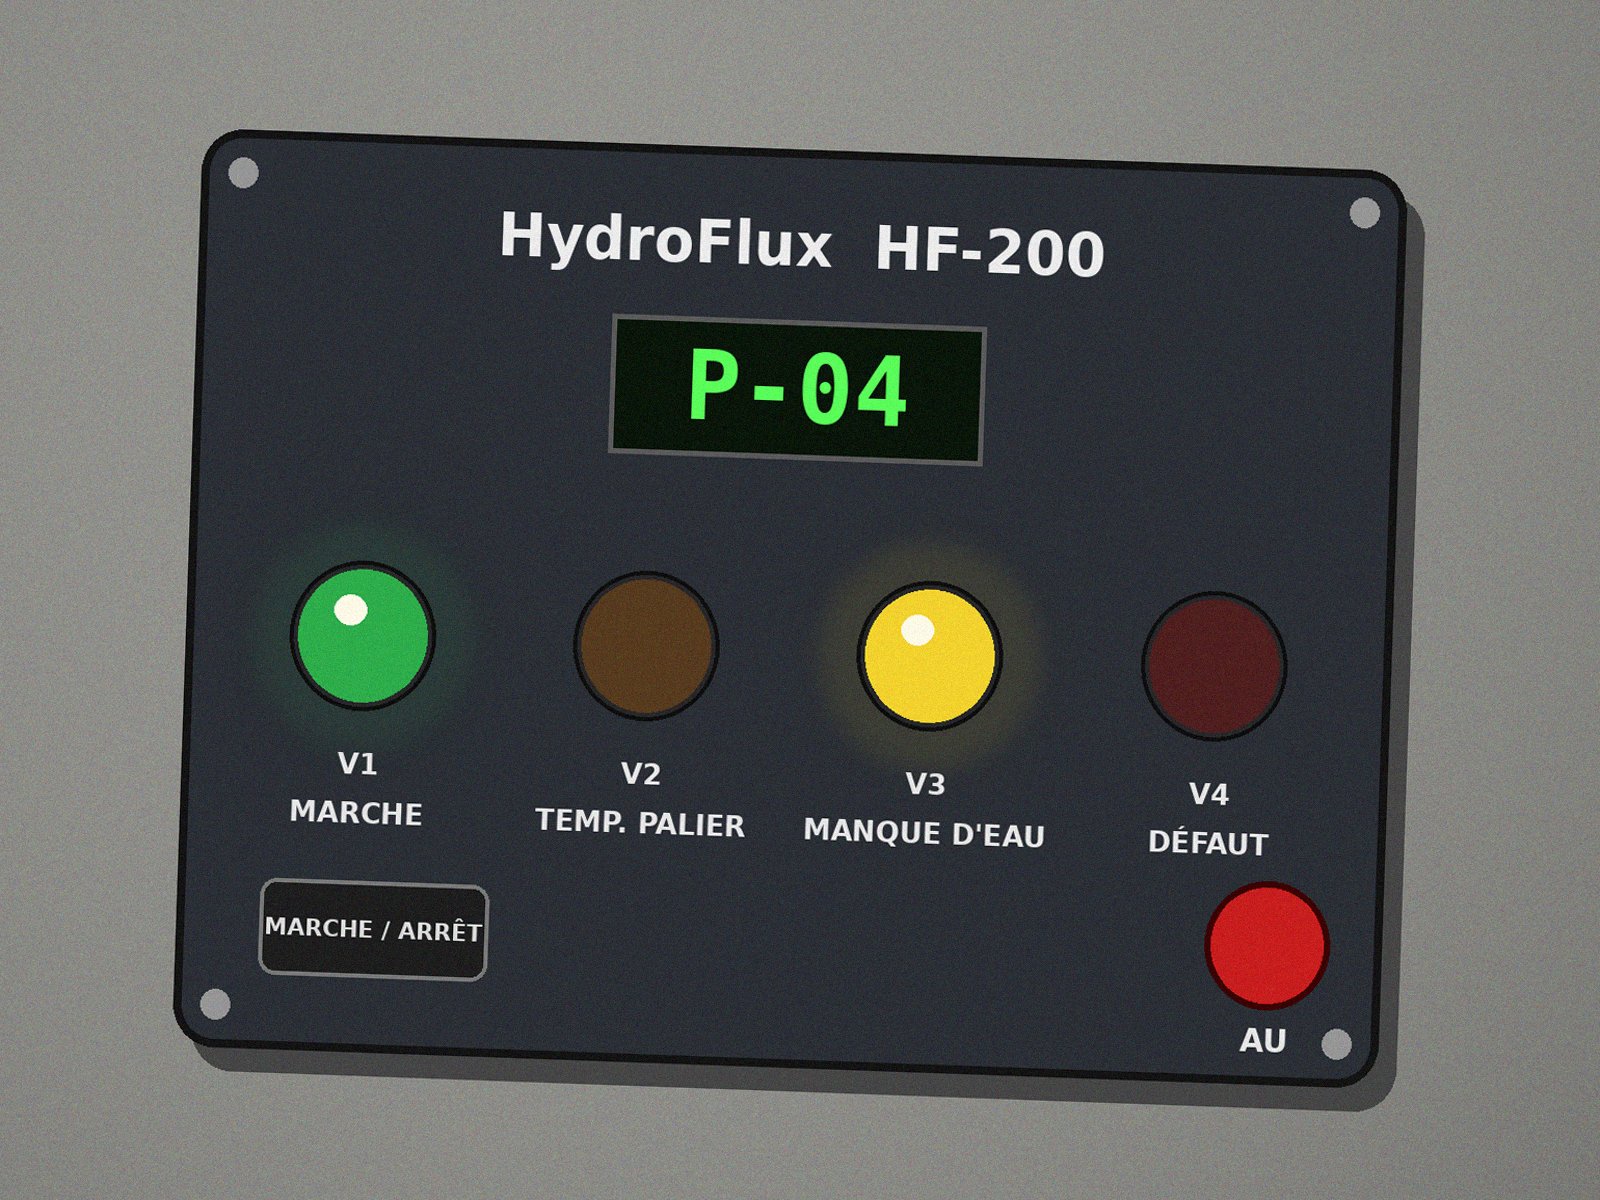 HydroFlux HF-200
P-04
V1
MARCHE
V2
TEMP. PALIER
V3
MANQUE D'EAU
V4
DÉFAUT
MARCHE / ARRÊT
AU